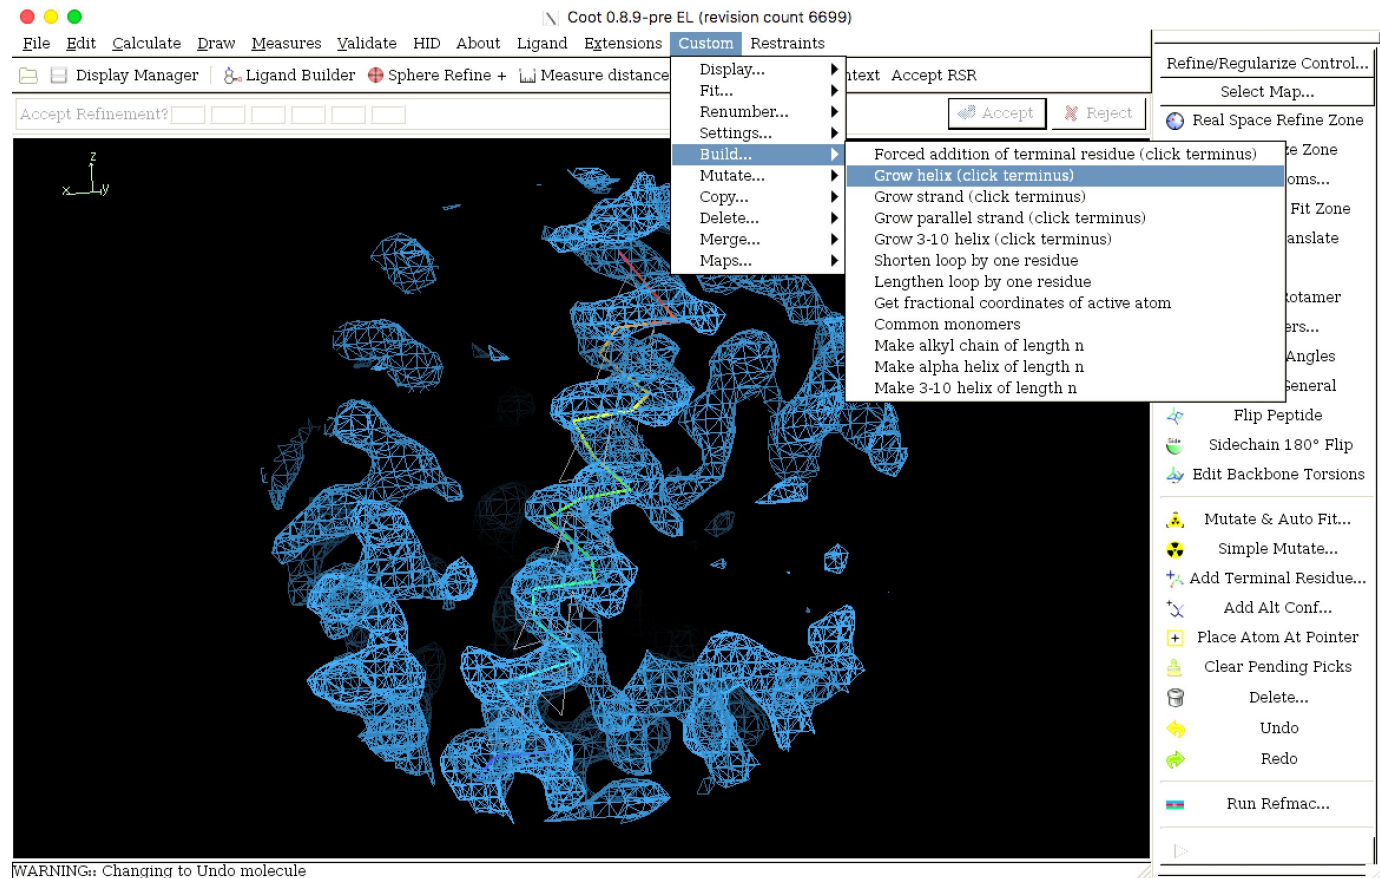 Coot 0.8.9-pre EL (revision count 6699)
File Edit Calculate Draw Measures Validate HID About Ligand Extensions Custom Restraints
Display Manager Ligand Builder Sphere Refine + Measure distance Accept RSR
Accept Refinement? Accept Reject
Display...
Fit...
Renumber...
Settings...
Build...
Mutate...
Copy...
Delete...
Merge...
Maps...
Forced addition of terminal residue (click terminus)
Grow helix (click terminus)
Grow strand (click terminus)
Grow parallel strand (click terminus)
Grow 3-10 helix (click terminus)
Shorten loop by one residue
Lengthen loop by one residue
Get fractional coordinates of active atom
Common monomers
Make alkyl chain of length n
Make alpha helix of length n
Make 3-10 helix of length n
Refine/Regularize Control...
Select Map...
Real Space Refine Zone
Zone
Fit Zone
Angles
General
Flip Peptide
Side
Sidechain 180° Flip
Edit Backbone Torsions
Mutate & Auto Fit...
Simple Mutate...
Add Terminal Residue...
Add Alt Conf...
Place Atom At Pointer
Clear Pending Picks
Delete...
Undo
Redo
Run Refmac...
z
x y
WARNING:: Changing to Undo molecule